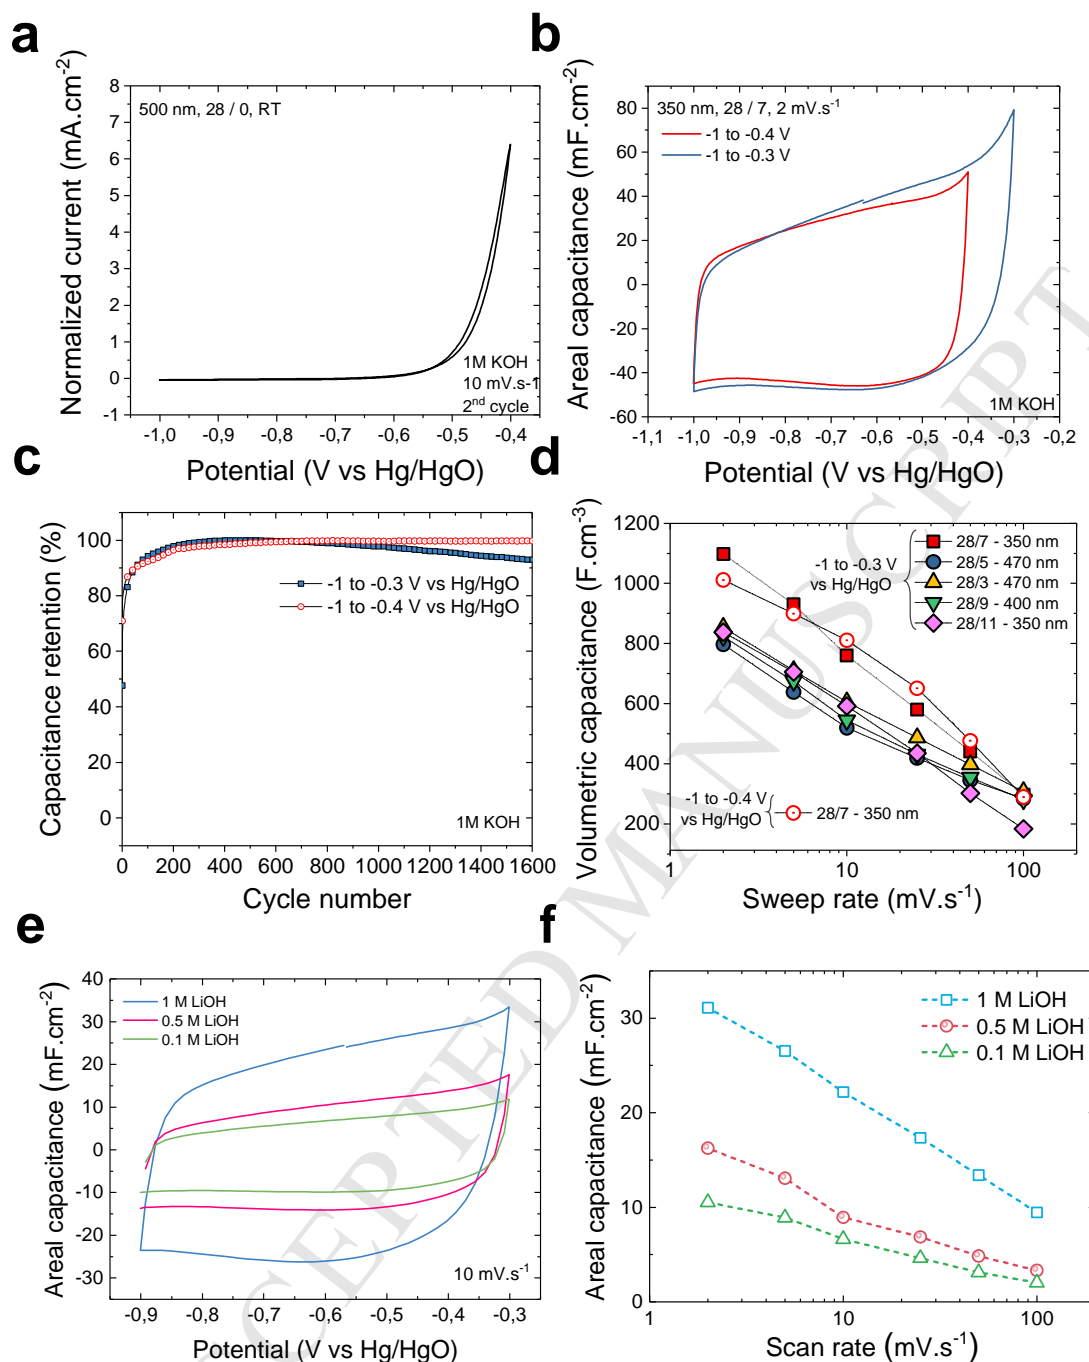 a
8
7
6
5
4
3
2
1
0
-1
Normalized current (mA.cm-2)
500 nm, 28 / 0, RT
1M KOH
10 mV.s-1
2nd cycle
-1,0 -0,9 -0,8 -0,7 -0,6 -0,5 -0,4
Potential (V vs Hg/HgO)
b
80
60
40
20
0
-20
-40
-60
Areal capacitance (mF.cm-2)
350 nm, 28 / 7, 2 mV.s-1
-1 to -0.4 V
-1 to -0.3 V
1M KOH
-1,1 -1,0 -0,9 -0,8 -0,7 -0,6 -0,5 -0,4 -0,3 -0,2
Potential (V vs Hg/HgO)
c
100
80
60
40
20
0
Capacitance retention (%)
-1 to -0.3 V vs Hg/HgO
-1 to -0.4 V vs Hg/HgO
1M KOH
0 200 400 600 800 1000 1200 1400 1600
Cycle number
d
1200
1000
800
600
400
200
Volumetric capacitance (F.cm-3)
-1 to -0.3 V
vs Hg/HgO
28/7 - 350 nm
28/5 - 470 nm
28/3 - 470 nm
28/9 - 400 nm
28/11 - 350 nm
-1 to -0.4 V
vs Hg/HgO
28/7 - 350 nm
1 10 100
Sweep rate (mV.s-1)
e
40
30
20
10
0
-10
-20
-30
Areal capacitance (mF.cm-2)
1 M LiOH
0.5 M LiOH
0.1 M LiOH
10 mV.s-1
-0,9 -0,8 -0,7 -0,6 -0,5 -0,4 -0,3
Potential (V vs Hg/HgO)
f
30
20
10
0
Areal capacitance (mF.cm-2)
1 M LiOH
0.5 M LiOH
0.1 M LiOH
1 10 100
Scan rate (mV.s-1)
CEPTED MANUSCRIPT